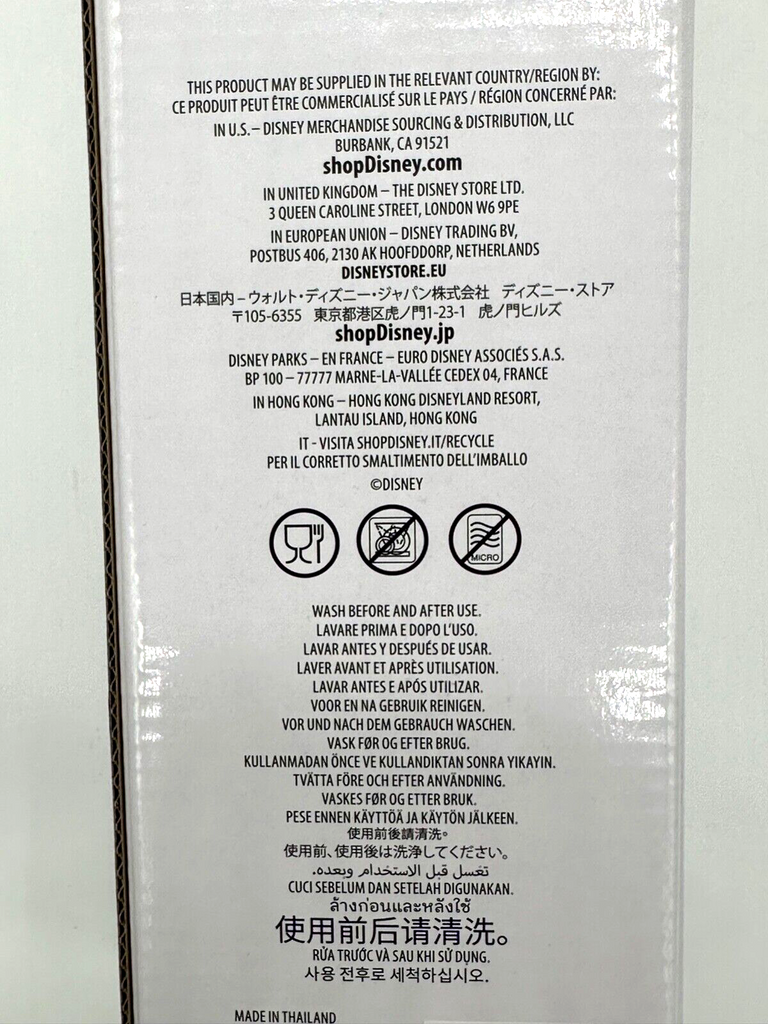 THIS PRODUCT MAY BE SUPPLIED IN THE RELEVANT COUNTRY/REGION BY:
CE PRODUIT PEUT ÊTRE COMMERCIALISÉ SUR LE PAYS / RÉGION CONCERNÉ PAR:
IN U.S. – DISNEY MERCHANDISE SOURCING & DISTRIBUTION, LLC
BURBANK, CA 91521
shopDisney.com
IN UNITED KINGDOM – THE DISNEY STORE LTD.
3 QUEEN CAROLINE STREET, LONDON W6 9PE
IN EUROPEAN UNION – DISNEY TRADING BV,
POSTBUS 406, 2130 AK HOOFDDORP, NETHERLANDS
DISNEYSTORE.EU
日本国内 – ウォルト・ディズニー・ジャパン株式会社 ディズニー・ストア
〒105-6355 東京都港区虎ノ門1-23-1 虎ノ門ヒルズ
shopDisney.jp
DISNEY PARKS – EN FRANCE – EURO DISNEY ASSOCIÉS S.A.S.
BP 100 – 77777 MARNE-LA-VALLÉE CEDEX 04, FRANCE
IN HONG KONG – HONG KONG DISNEYLAND RESORT,
LANTAU ISLAND, HONG KONG
IT - VISITA SHOPDISNEY.IT/RECYCLE
PER IL CORRETTO SMALTIMENTO DELL’IMBALLO
©DISNEY
MICRO
WASH BEFORE AND AFTER USE.
LAVARE PRIMA E DOPO L’USO.
LAVAR ANTES Y DESPUÉS DE USAR.
LAVER AVANT ET APRÈS UTILISATION.
LAVAR ANTES E APÓS UTILIZAR.
VOOR EN NA GEBRUIK REINIGEN.
VOR UND NACH DEM GEBRAUCH WASCHEN.
VASK FØR OG EFTER BRUG.
KULLANMADAN ÖNCE VE KULLANDIKTAN SONRA YIKAYIN.
TVÄTTA FÖRE OCH EFTER ANVÄNDNING.
VASKES FØR OG ETTER BRUK.
PESE ENNEN KÄYTTÖÄ JA KÄYTÖN JÄLKEEN.
使用前後請清洗。
使用前、使用後は洗浄してください。
تغسل قبل الاستخدام وبعده.
CUCI SEBELUM DAN SETELAH DIGUNAKAN.
ล้างก่อนและหลังใช้
使用前后请清洗。
RỬA TRƯỚC VÀ SAU KHI SỬ DỤNG.
사용 전후로 세척하십시오.
MADE IN THAILAND